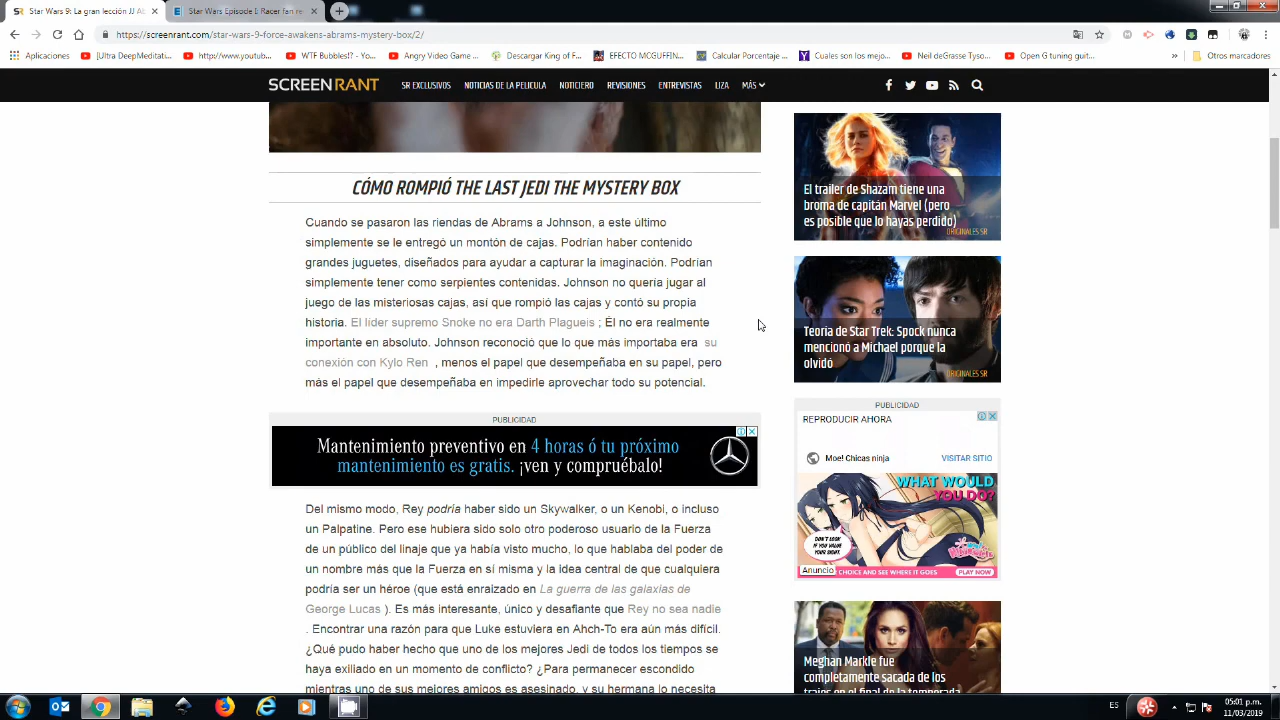 Star Wars 9: La gran lección JJ Al
Star Wars Episode I Racer fan re
https://screenrant.com/star-wars-9-force-awakens-abrams-mystery-box/2/
Aplicaciones
[Ultra DeepMeditati
http://www.youtub
WTF Bubbles!? - Yo
Angry Video Game
Descargar King of F
EFECTO MCGUFFIN
Calcular Porcentaje
Cuales son los mejo
Neil deGrasse Tyso
Open G tuning guit
» Otros marcadores
SCREENRANT
SR EXCLUSIVOS
NOTICIAS DE LA PELICULA
NOTICIERO
REVISIONES
ENTREVISTAS
LIZA
MÁS
CÓMO ROMPIÓ THE LAST JEDI THE MYSTERY BOX
Cuando se pasaron las riendas de Abrams a Johnson, a este último
simplemente se le entregó un montón de cajas. Podrían haber contenido
grandes juguetes, diseñados para ayudar a capturar la imaginación. Podrían
simplemente tener como serpientes contenidas. Johnson no quería jugar al
juego de las misteriosas cajas, así que rompió las cajas y contó su propia
historia. El líder supremo Snoke no era Darth Plagueis ; Él no era realmente
importante en absoluto. Johnson reconoció que lo que más importaba era su
conexión con Kylo Ren , menos el papel que desempeñaba en su papel, pero
más el papel que desempeñaba en impedirle aprovechar todo su potencial.
PUBLICIDAD
Mantenimiento preventivo en 4 horas ó tu próximo
mantenimiento es gratis. ¡ven y compruébalo!
Del mismo modo, Rey podría haber sido un Skywalker, o un Kenobi, o incluso
un Palpatine. Pero ese hubiera sido solo otro poderoso usuario de la Fuerza
de un público del linaje que ya había visto mucho, lo que hablaba del poder de
un nombre más que la Fuerza en sí misma y la idea central de que cualquiera
podría ser un héroe (que está enraizado en La guerra de las galaxias de
George Lucas ). Es más interesante, único y desafiante que Rey no sea nadie
. Encontrar una razón para que Luke estuviera en Ahch-To era aún más difícil.
¿Qué pudo haber hecho que uno de los mejores Jedi de todos los tiempos se
haya exiliado en un momento de conflicto? ¿Para permanecer escondido
mientras uno de sus mejores amigos es asesinado, y su hermana lo necesita
El trailer de Shazam tiene una
broma de capitán Marvel (pero
es posible que lo hayas perdido)
ORIGINALES SR
Teoría de Star Trek: Spock nunca
mencionó a Michael porque la
olvidó
ORIGINALES SR
PUBLICIDAD
REPRODUCIR AHORA
Moe! Chicas ninja
VISITAR SITIO
WHAT WOULD
YOU DO?
DON'T LOOK
IF YOU VALUE
YOUR SIGHT.
Anuncio
CHOICE AND SEE WHERE IT GOES
PLAY NOW
Meghan Markle fue
completamente sacada de los
trajes en el final de la temporada
ES
05:01 p.m.
11/03/2019